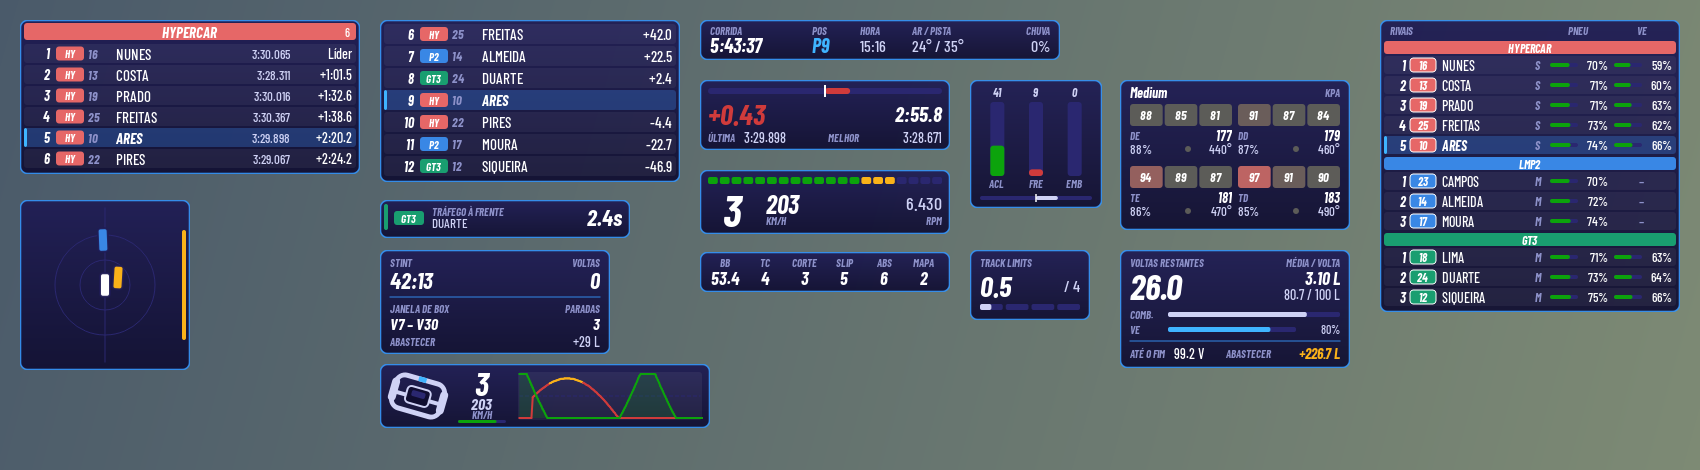 HYPERCAR 6
1 HY 16 NUNES 3:30.065 Líder
2 HY 13 COSTA 3:28.311 +1:01.5
3 HY 19 PRADO 3:30.016 +1:32.6
4 HY 25 FREITAS 3:30.367 +1:38.6
5 HY 10 ARES 3:29.898 +2:20.2
6 HY 22 PIRES 3:29.067 +2:24.2
6 HY 25 FREITAS +42.0
7 P2 14 ALMEIDA +22.5
8 GT3 24 DUARTE +2.4
9 HY 10 ARES
10 HY 22 PIRES -4.4
11 P2 17 MOURA -22.7
12 GT3 12 SIQUEIRA -46.9
GT3 TRÁFEGO À FRENTE
DUARTE 2.4s
STINT VOLTAS
42:13 0
JANELA DE BOX PARADAS
V7 – V30 3
ABASTECER +29 L
3
203
KM/H
CORRIDA POS HORA AR / PISTA CHUVA
5:43:37 P9 15:16 24° / 35° 0%
+0.43 2:55.8
ÚLTIMA 3:29.898 MELHOR 3:28.671
3 203 6.430
KM/H RPM
BB TC CORTE SLIP ABS MAPA
53.4 4 3 5 6 2
41 9 0
ACL FRE EMB
TRACK LIMITS
0.5 / 4
Medium KPA
88 85 81 91 87 84
DE 177 DD 179
88% 440° 87% 460°
94 89 87 97 91 90
TE 181 TD 183
86% 470° 85% 490°
VOLTAS RESTANTES MÉDIA / VOLTA
26.0 3.10 L
80.7 / 100 L
COMB.
VE 80%
ATÉ O FIM 99.2 V ABASTECER +226.7 L
RIVAIS PNEU VE
HYPERCAR
1 16 NUNES S 70% 59%
2 13 COSTA S 71% 60%
3 19 PRADO S 71% 63%
4 25 FREITAS S 73% 62%
5 10 ARES S 74% 66%
LMP2
1 23 CAMPOS M 70% –
2 14 ALMEIDA M 72% –
3 17 MOURA M 74% –
GT3
1 18 LIMA M 71% 63%
2 24 DUARTE M 73% 64%
3 12 SIQUEIRA M 75% 66%